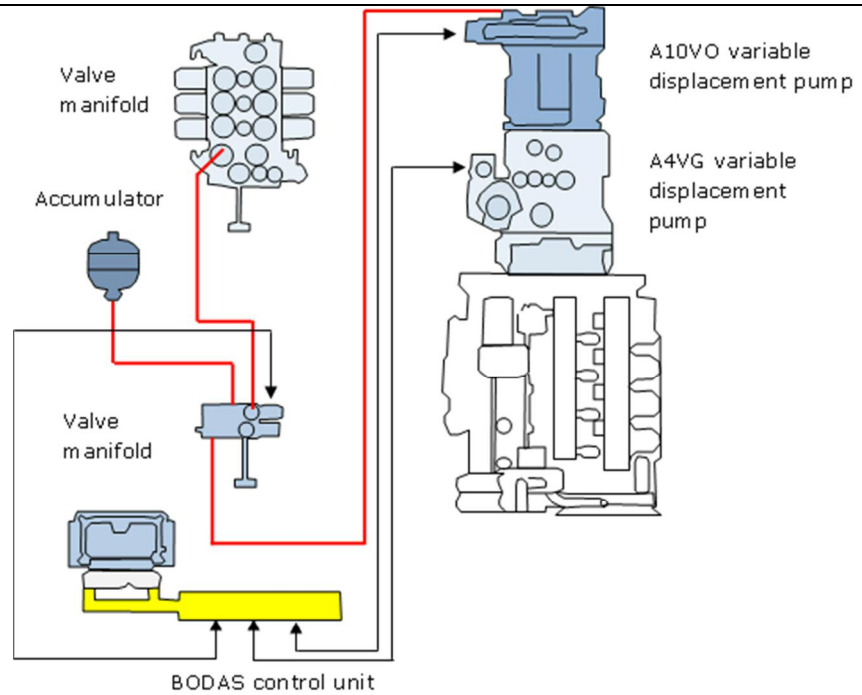 Valve
manifold
A10VO variable
displacement pump
A4VG variable
displacement
pump
Accumulator
Valve
manifold
BODAS control unit